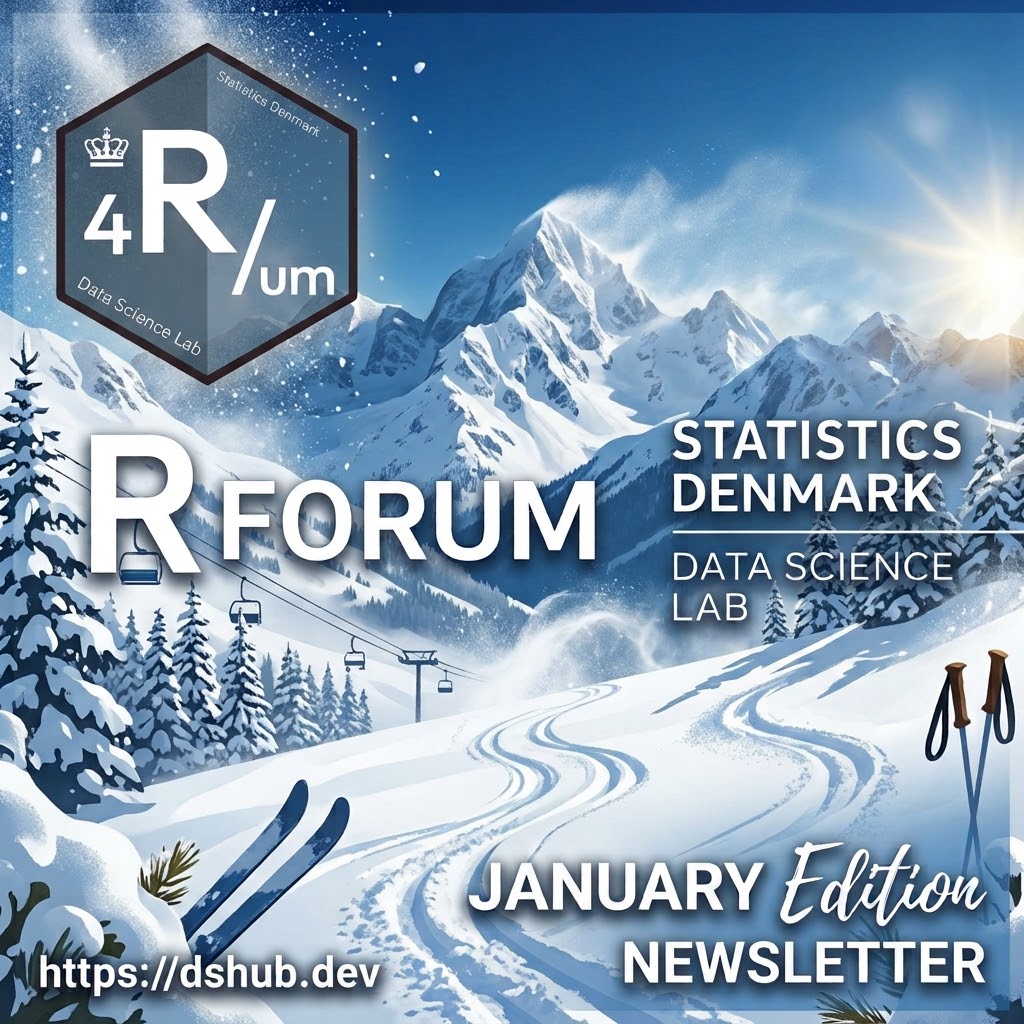 Statistics Denmark
4R/um
Data Science Lab
R FORUM
STATISTICS
DENMARK
DATA SCIENCE
LAB
JANUARY Edition
NEWSLETTER
https://dshub.dev